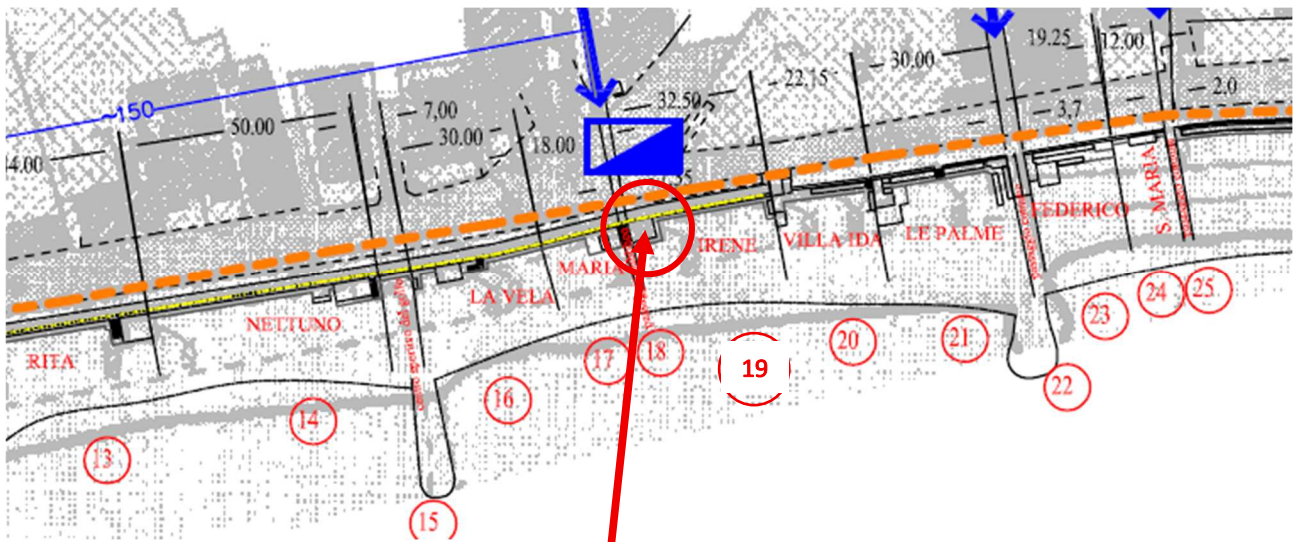 ~150
4.00
50.00
7,00
30.00
18.00
32.50
22.15
30.00
19.25
12.00
3.7
2.0
RITA
NETTUNO
LA VELA
MARIA
IRENE
VILLA IDA
LE PALME
FEDERICO
S. MARIA
13
14
15
16
17
18
19
20
21
22
23
24
25